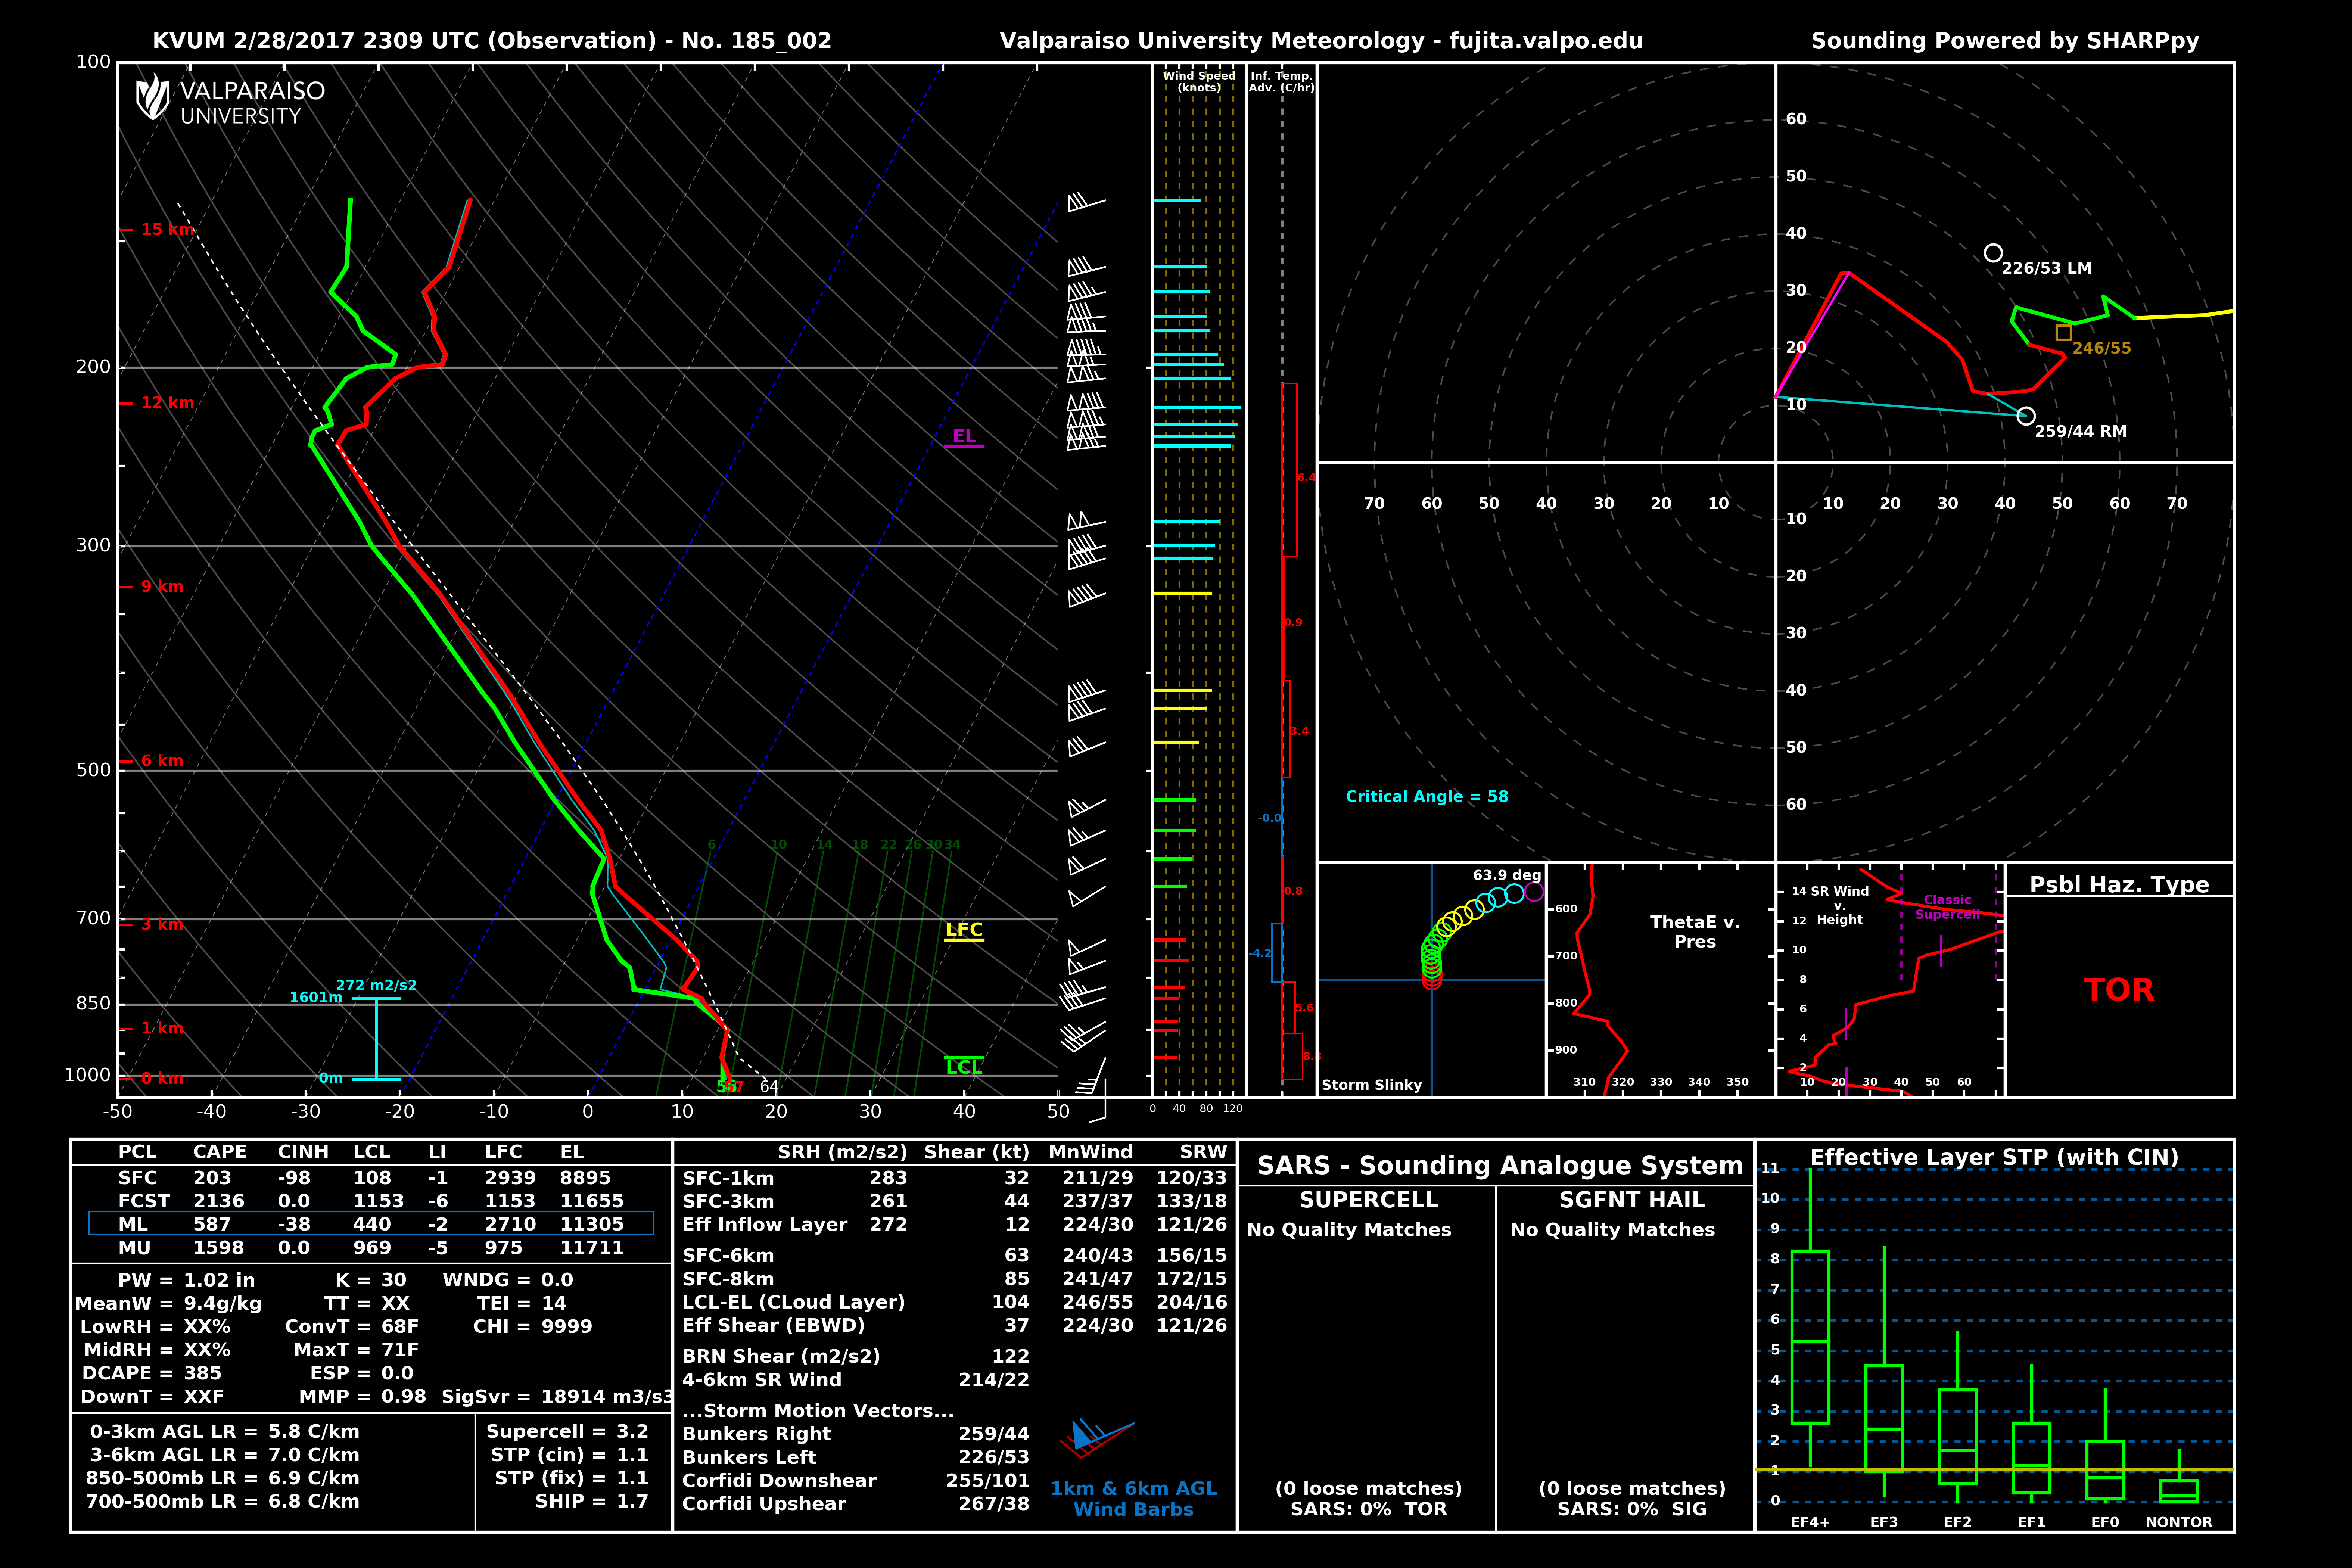 KVUM 2/28/2017 2309 UTC (Observation) - No. 185_002
Valparaiso University Meteorology - fujita.valpo.edu
Sounding Powered by SHARPpy
VALPARAISO
UNIVERSITY
100
200
300
500
700
850
1000
15 km
12 km
9 km
6 km
3 km
1 km
0 km
-50 -40 -30 -20 -10 0 10 20 30 40 50
EL
LFC
LCL
6 10 14 18 22 26 30 34
272 m2/s2
1601m
0m
64
Wind Speed
(knots)
0 40 80 120
Inf. Temp.
Adv. (C/hr)
6.4
0.9
3.4
-0.0
0.8
-4.2
5.6
60
50
40
30
20
10
70 60 50 40 30 20 10 10 20 30 40 50 60 70
10
20
30
40
50
60
226/53 LM
246/55
259/44 RM
Critical Angle = 58
63.9 deg
Storm Slinky
600
700
800
900
ThetaE v.
Pres
310 320 330 340 350
14
12
10
8
6
4
2
SR Wind
v.
Height
Classic
Supercell
10 20 30 40 50 60
Psbl Haz. Type
TOR
PCL CAPE CINH LCL LI LFC EL
SFC 203 -98 108 -1 2939 8895
FCST 2136 0.0 1153 -6 1153 11655
ML 587 -38 440 -2 2710 11305
MU 1598 0.0 969 -5 975 11711
PW = 1.02 in K = 30 WNDG = 0.0
MeanW = 9.4g/kg TT = XX TEI = 14
LowRH = XX% ConvT = 68F CHI = 9999
MidRH = XX% MaxT = 71F
DCAPE = 385 ESP = 0.0
DownT = XXF MMP = 0.98 SigSvr = 18914 m3/s3
0-3km AGL LR = 5.8 C/km
3-6km AGL LR = 7.0 C/km
850-500mb LR = 6.9 C/km
700-500mb LR = 6.8 C/km
Supercell = 3.2
STP (cin) = 1.1
STP (fix) = 1.1
SHIP = 1.7
SRH (m2/s2) Shear (kt) MnWind SRW
SFC-1km 283 32 211/29 120/33
SFC-3km 261 44 237/37 133/18
Eff Inflow Layer 272 12 224/30 121/26
SFC-6km 63 240/43 156/15
SFC-8km 85 241/47 172/15
LCL-EL (CLoud Layer) 104 246/55 204/16
Eff Shear (EBWD) 37 224/30 121/26
BRN Shear (m2/s2) 122
4-6km SR Wind 214/22
...Storm Motion Vectors...
Bunkers Right 259/44
Bunkers Left 226/53
Corfidi Downshear 255/101
Corfidi Upshear 267/38
1km & 6km AGL
Wind Barbs
SARS - Sounding Analogue System
SUPERCELL
No Quality Matches
(0 loose matches)
SARS: 0% TOR
SGFNT HAIL
No Quality Matches
(0 loose matches)
SARS: 0% SIG
Effective Layer STP (with CIN)
11
10
9
8
7
6
5
4
3
2
1
0
EF4+ EF3 EF2 EF1 EF0 NONTOR